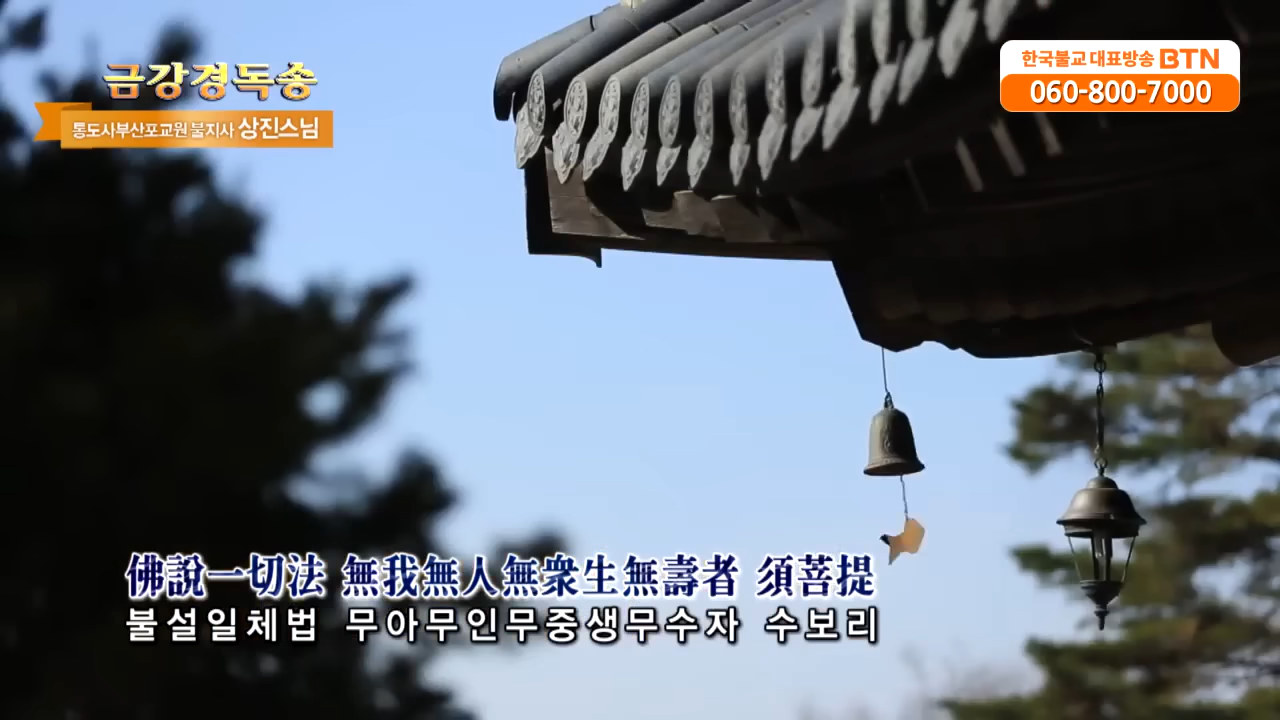 금강경독송
통도사부산포교원 불지사 상진스님
한국불교 대표방송 BTN
060-800-7000
佛說一切法 無我無人無衆生無壽者 須菩提
불설일체법 무아무인무중생무수자 수보리